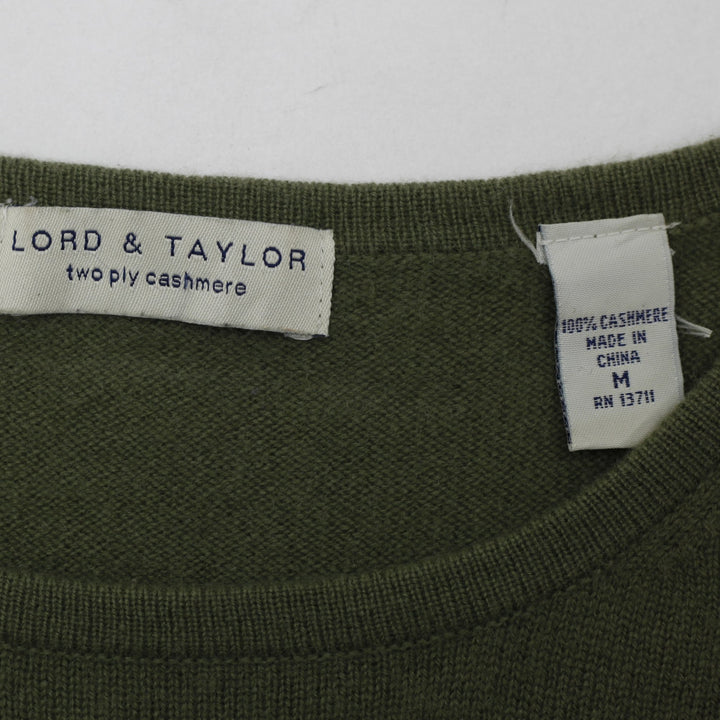 LORD & TAYLOR
two ply cashmere
100% CASHMERE
MADE IN
CHINA
M
RN 13711